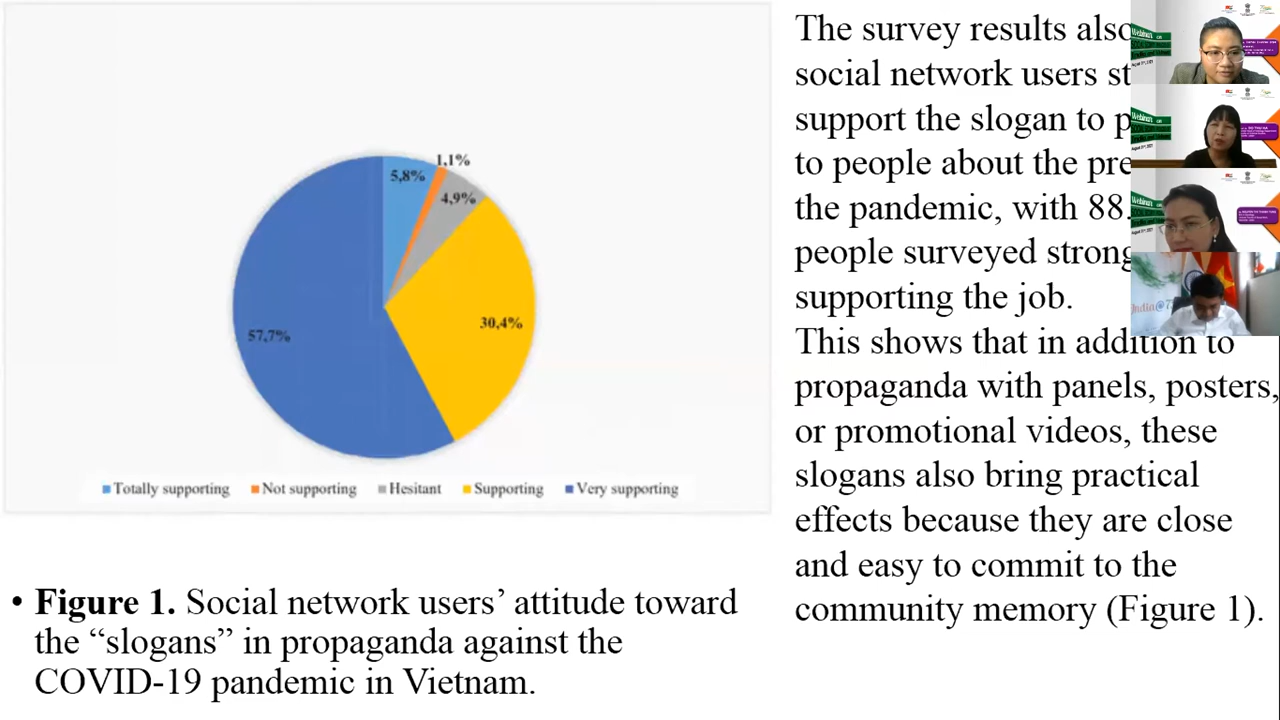 1,1%
5,8%
4,9%
30,4%
57,7%
Totally supporting Not supporting Hesitant Supporting Very supporting
• Figure 1. Social network users’ attitude toward
the “slogans” in propaganda against the
COVID-19 pandemic in Vietnam.
The survey results also
social network users
support the slogan to
to people about the
the pandemic, with 88.
people surveyed
supporting the job.
This shows that in addition to
propaganda with panels, posters,
or promotional videos, these
slogans also bring practical
effects because they are close
and easy to commit to the
community memory (Figure 1).
Webinar
Webinar
Webinar